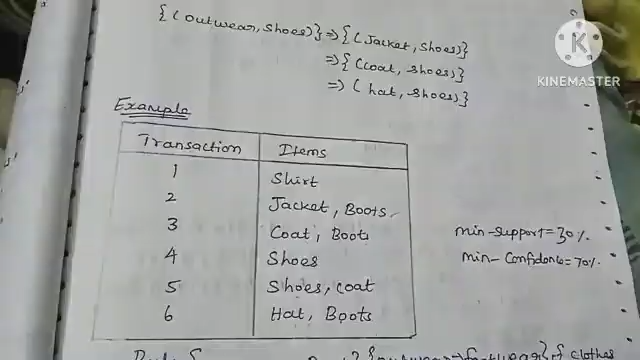 {(outwear, Shoes)} => {(Jacket, Shoes)}
=> {(coat, shoes)}
=> (hat, shoes)}
KINEMASTER
Example
Transaction Items
1 Shirt
2 Jacket, Boots
3 Coat, Boots
4 Shoes
5 Shoes, coat
6 Hat, Boots
min-support=30%
min-confidence=70%
clothes